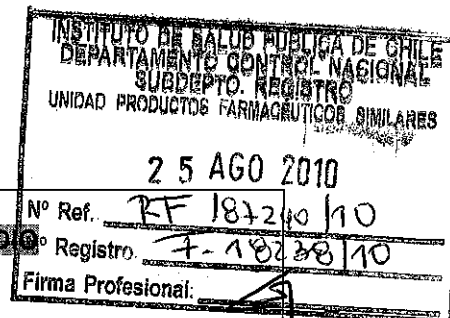 INSTITUTO DE SALUD PUBLICA DE CHILE
DEPARTAMENTO CONTROL NACIONAL
SUBDEPTO. REGISTRO
UNIDAD PRODUCTOS FARMACEUTICOS SIMILARES
25 AGO 2010
Nº Ref. RF 187240/10
Nº Registro. F-18238/10
Firma Profesional: